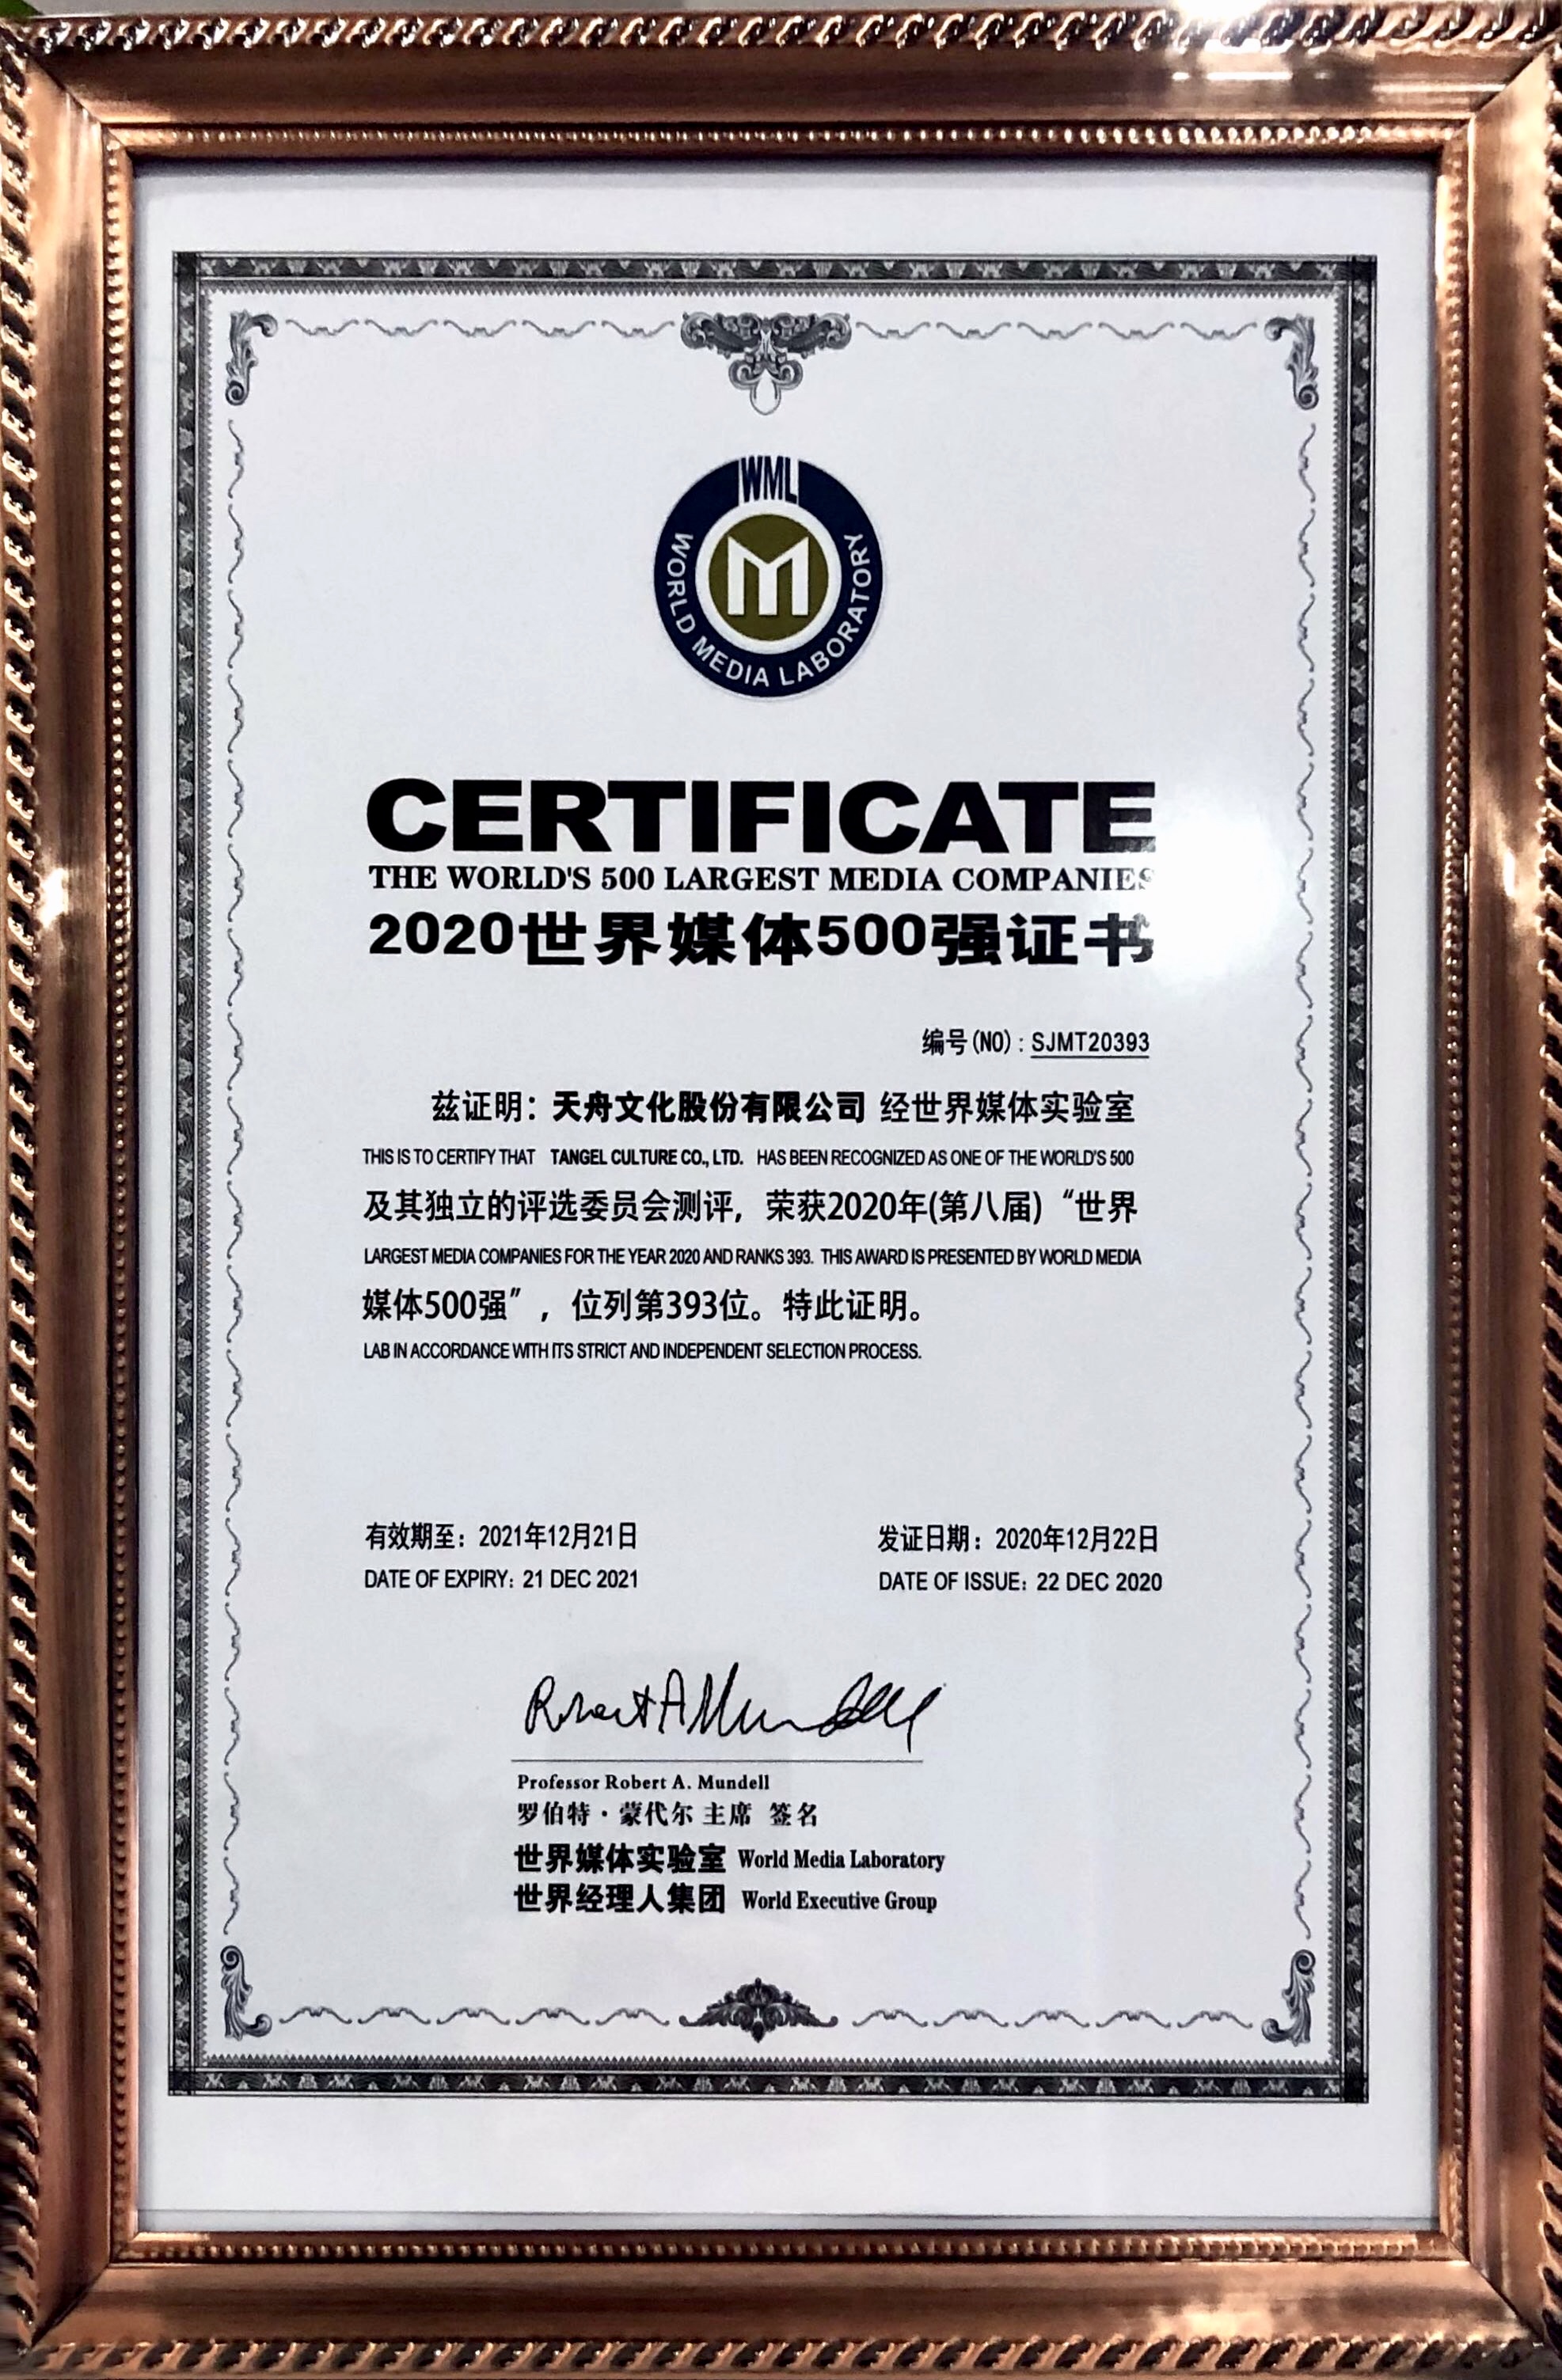 WML
WORLD MEDIA LABORATORY
M
CERTIFICATE
THE WORLD'S 500 LARGEST MEDIA COMPANIES
2020世界媒体500强证书
编号(NO)：SJMT20393
兹证明：天舟文化股份有限公司 经世界媒体实验室
THIS IS TO CERTIFY THAT TANGEL CULTURE CO., LTD. HAS BEEN RECOGNIZED AS ONE OF THE WORLD'S 500
及其独立的评选委员会测评，荣获2020年(第八届)“世界
LARGEST MEDIA COMPANIES FOR THE YEAR 2020 AND RANKS 393. THIS AWARD IS PRESENTED BY WORLD MEDIA
媒体500强”，位列第393位。特此证明。
LAB IN ACCORDANCE WITH ITS STRICT AND INDEPENDENT SELECTION PROCESS.
有效期至：2021年12月21日 发证日期：2020年12月22日
DATE OF EXPIRY: 21 DEC 2021 DATE OF ISSUE: 22 DEC 2020
Robert A Mundell
Professor Robert A. Mundell
罗伯特·蒙代尔 主席 签名
世界媒体实验室 World Media Laboratory
世界经理人集团 World Executive Group